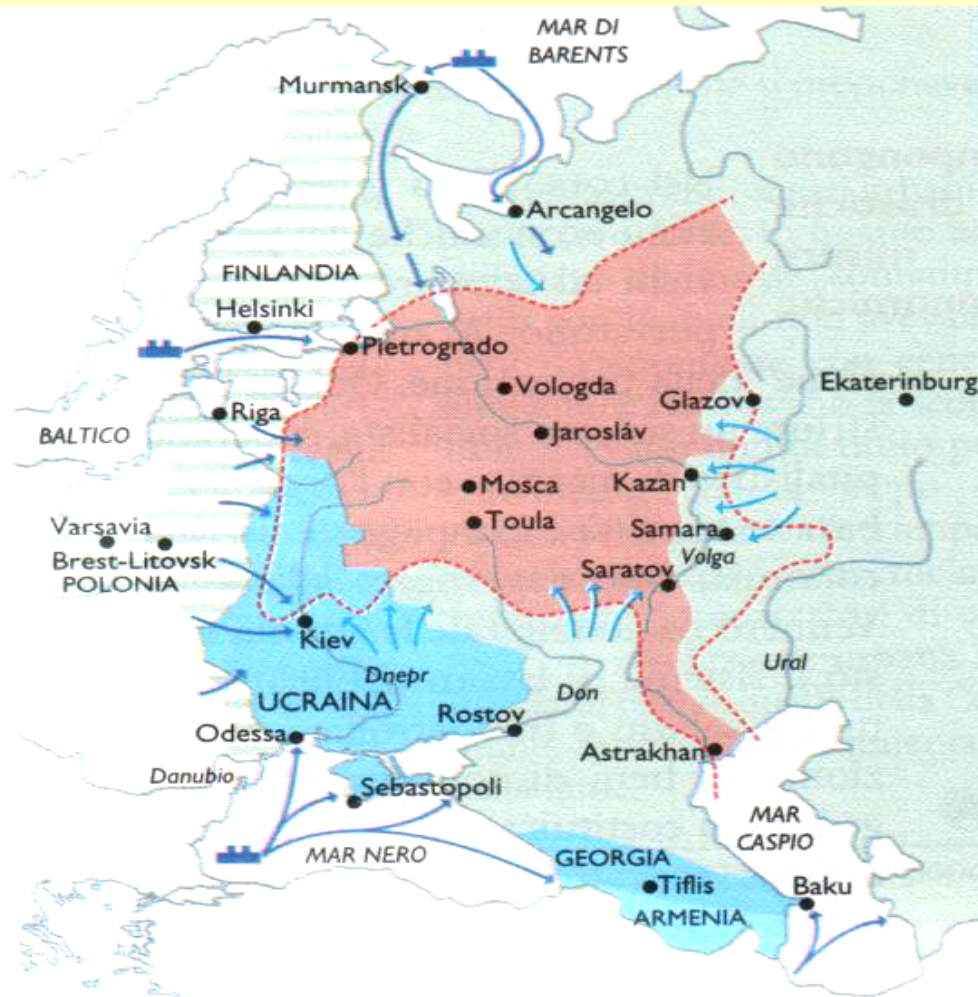 MAR DI
BARENTS
Murmansk
Arcangelo
FINLANDIA
Helsinki
Pietrogrado
Vologda
Glazov
Ekaterinburg
Riga
BALTICO
Jarosláv
Mosca
Kazan
Toula
Samara
Varsavia
Volga
Brest-Litovsk
POLONIA
Saratov
Kiev
Dnepr
Ural
UCRAINA
Don
Rostov
Odessa
Astrakhan
Danubio
Sebastopoli
MAR
CASPIO
MAR NERO
GEORGIA
Tiflis
Baku
ARMENIA